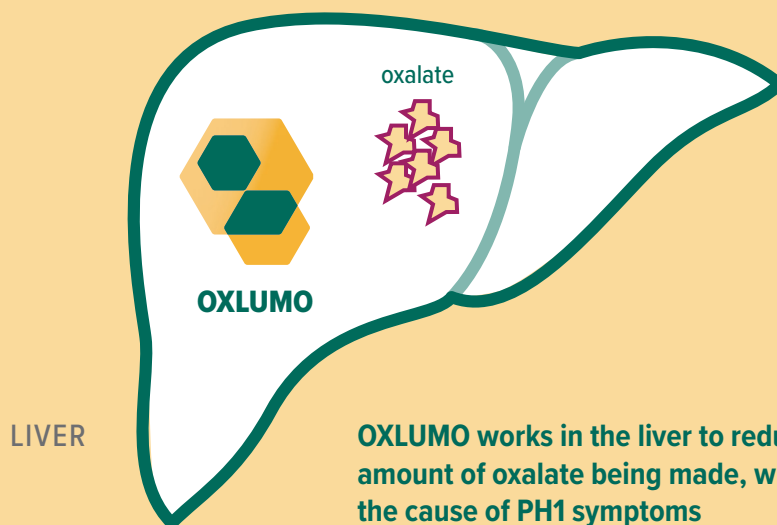 oxalate
OXLUMO
LIVER
OXLUMO works in the liver to
amount of oxalate being made,
the cause of PH1 symptoms